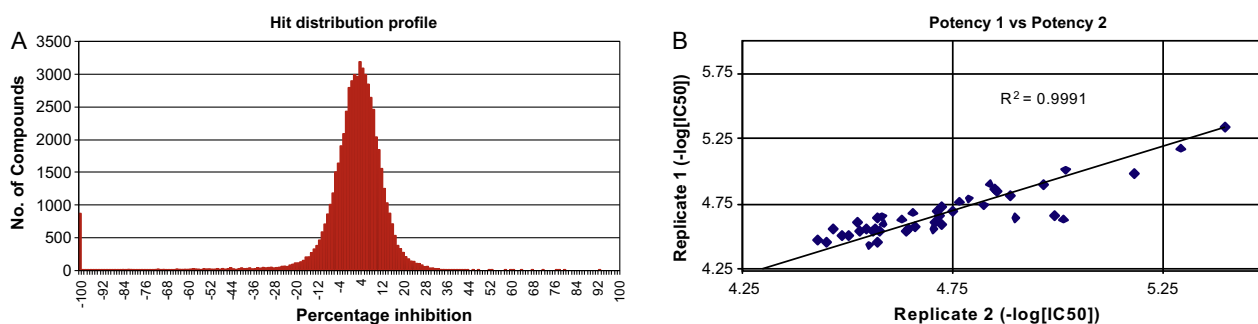 A
Hit distribution profile
No. of Compounds
3500
3000
2500
2000
1500
1000
500
0
-100 -92 -84 -76 -68 -60 -52 -44 -36 -28 -20 -12 -4 4 12 20 28 36 44 52 60 68 76 84 92 100
Percentage inhibition
B
Potency 1 vs Potency 2
Replicate 1 (-log[IC50])
5.75
5.25
4.75
4.25
R² = 0.9991
4.25 4.75 5.25
Replicate 2 (-log[IC50])